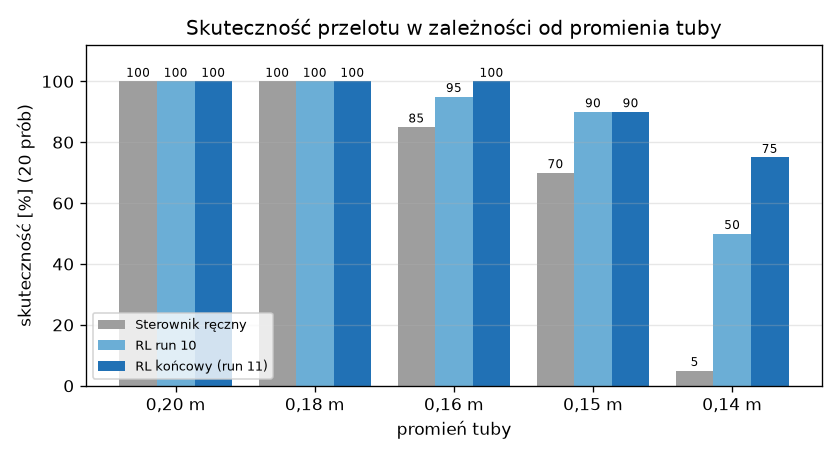 Skuteczność przelotu w zależności od promienia tuby
100 100 100 100 100 100 85 95 100 70 90 90 5 50 75
skuteczność [%] (20 prób)
100
80
60
40
20
0
Sterownik ręczny
RL run 10
RL końcowy (run 11)
0,20 m 0,18 m 0,16 m 0,15 m 0,14 m
promień tuby